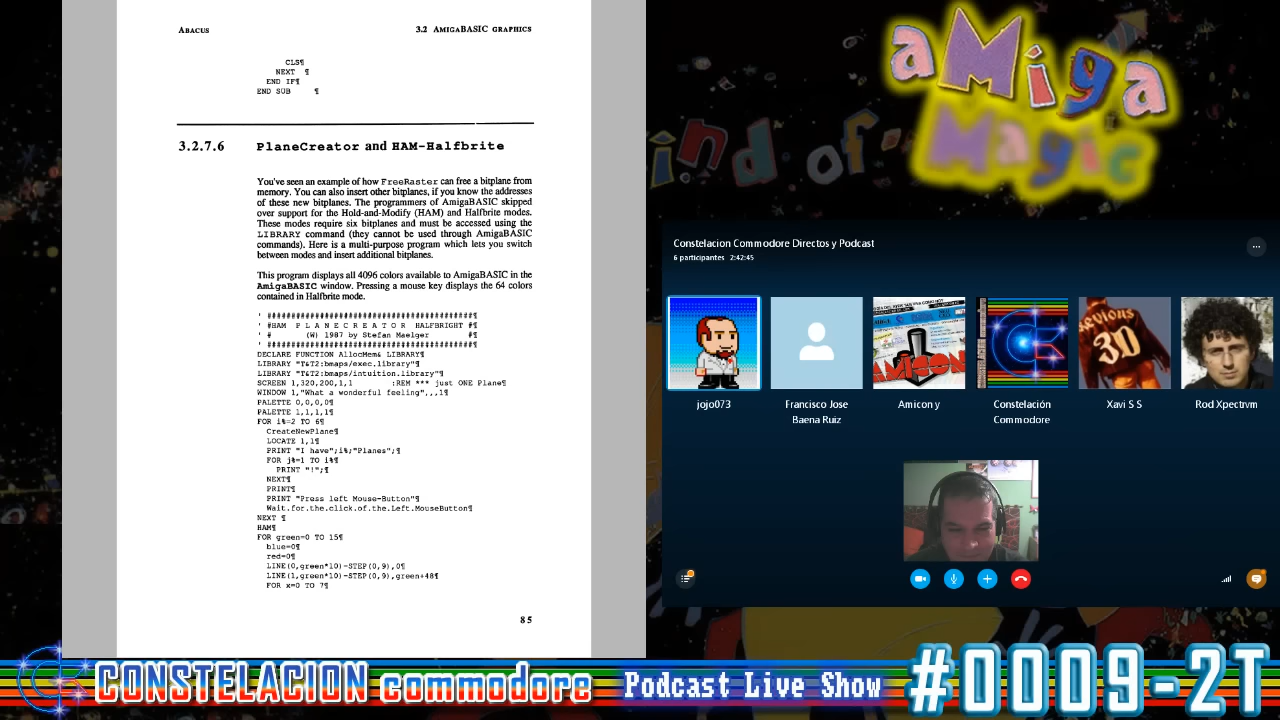 ABACUS
3.2 AMIGABASIC GRAPHICS
CLS¶
NEXT ¶
END IF¶
END SUB ¶
3.2.7.6 PlaneCreator and HAM-Halfbrite
You've seen an example of how FreeRaster can free a bitplane from
memory. You can also insert other bitplanes, if you know the addresses
of these new bitplanes. The programmers of AmigaBASIC skipped
over support for the Hold-and-Modify (HAM) and Halfbrite modes.
These modes require six bitplanes and must be accessed using the
LIBRARY command (they cannot be used through AmigaBASIC
commands). Here is a multi-purpose program which lets you switch
between modes and insert additional bitplanes.
This program displays all 4096 colors available to AmigaBASIC in the
AmigaBASIC window. Pressing a mouse key displays the 64 colors
contained in Halfbrite mode.
' ###########################################¶
' #HAM P L A N E C R E A T O R HALFBRIGHT #¶
' # (W) 1987 by Stefan Maelger #¶
' ###########################################¶
DECLARE FUNCTION AllocMem& LIBRARY¶
LIBRARY "T&T2:bmaps/exec.library"¶
LIBRARY "T&T2:bmaps/intuition.library"¶
SCREEN 1,320,200,1,1 :REM *** just ONE Plane¶
WINDOW 1,"What a wonderful feeling",,,1¶
PALETTE 0,0,0,0¶
PALETTE 1,1,1,1¶
FOR i%=2 TO 6¶
CreateNewPlane¶
LOCATE 1,1¶
PRINT "I have";i%;"Planes";¶
FOR j%=1 TO i%¶
PRINT "!";¶
NEXT¶
PRINT¶
PRINT "Press left Mouse-Button"¶
Wait.for.the.click.of.the.Left.MouseButton¶
NEXT ¶
HAM¶
FOR green=0 TO 15¶
blue=0¶
red=0¶
LINE(0,green*10)-STEP(0,9),0¶
LINE(1,green*10)-STEP(0,9),green+48¶
FOR x=0 TO 7¶
85
aMiga
Magic
ind of
Constelacion Commodore Directos y Podcast
6 participantes 2:42:45
jojo073
Francisco Jose
Baena Ruiz
Amicon y
Constelación
Commodore
Xavi S S
Rod Xpectrvm
CONSTELACION commodore Podcast Live Show #0009-2T